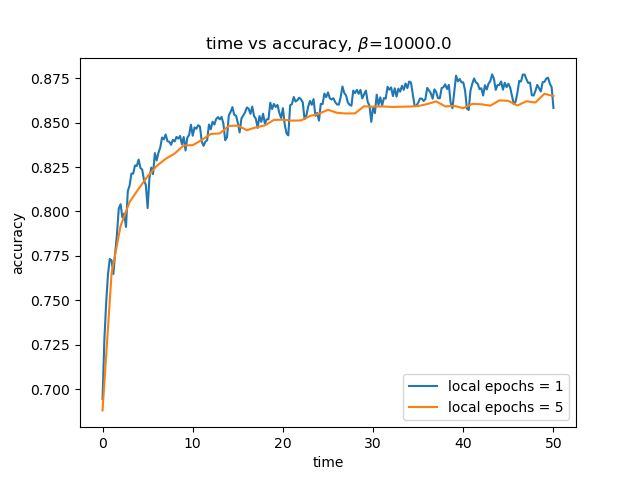 time vs accuracy, β=10000.0
accuracy
0.875
0.850
0.825
0.800
0.775
0.750
0.725
0.700
0 10 20 30 40 50
time
local epochs = 1
local epochs = 5